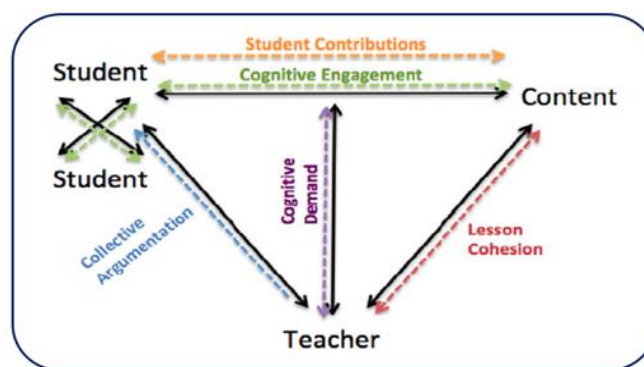 Student Contributions
Student
Cognitive Engagement
Content
Student
Cognitive
Demand
Collective
Argumentation
Lesson
Cohesion
Teacher